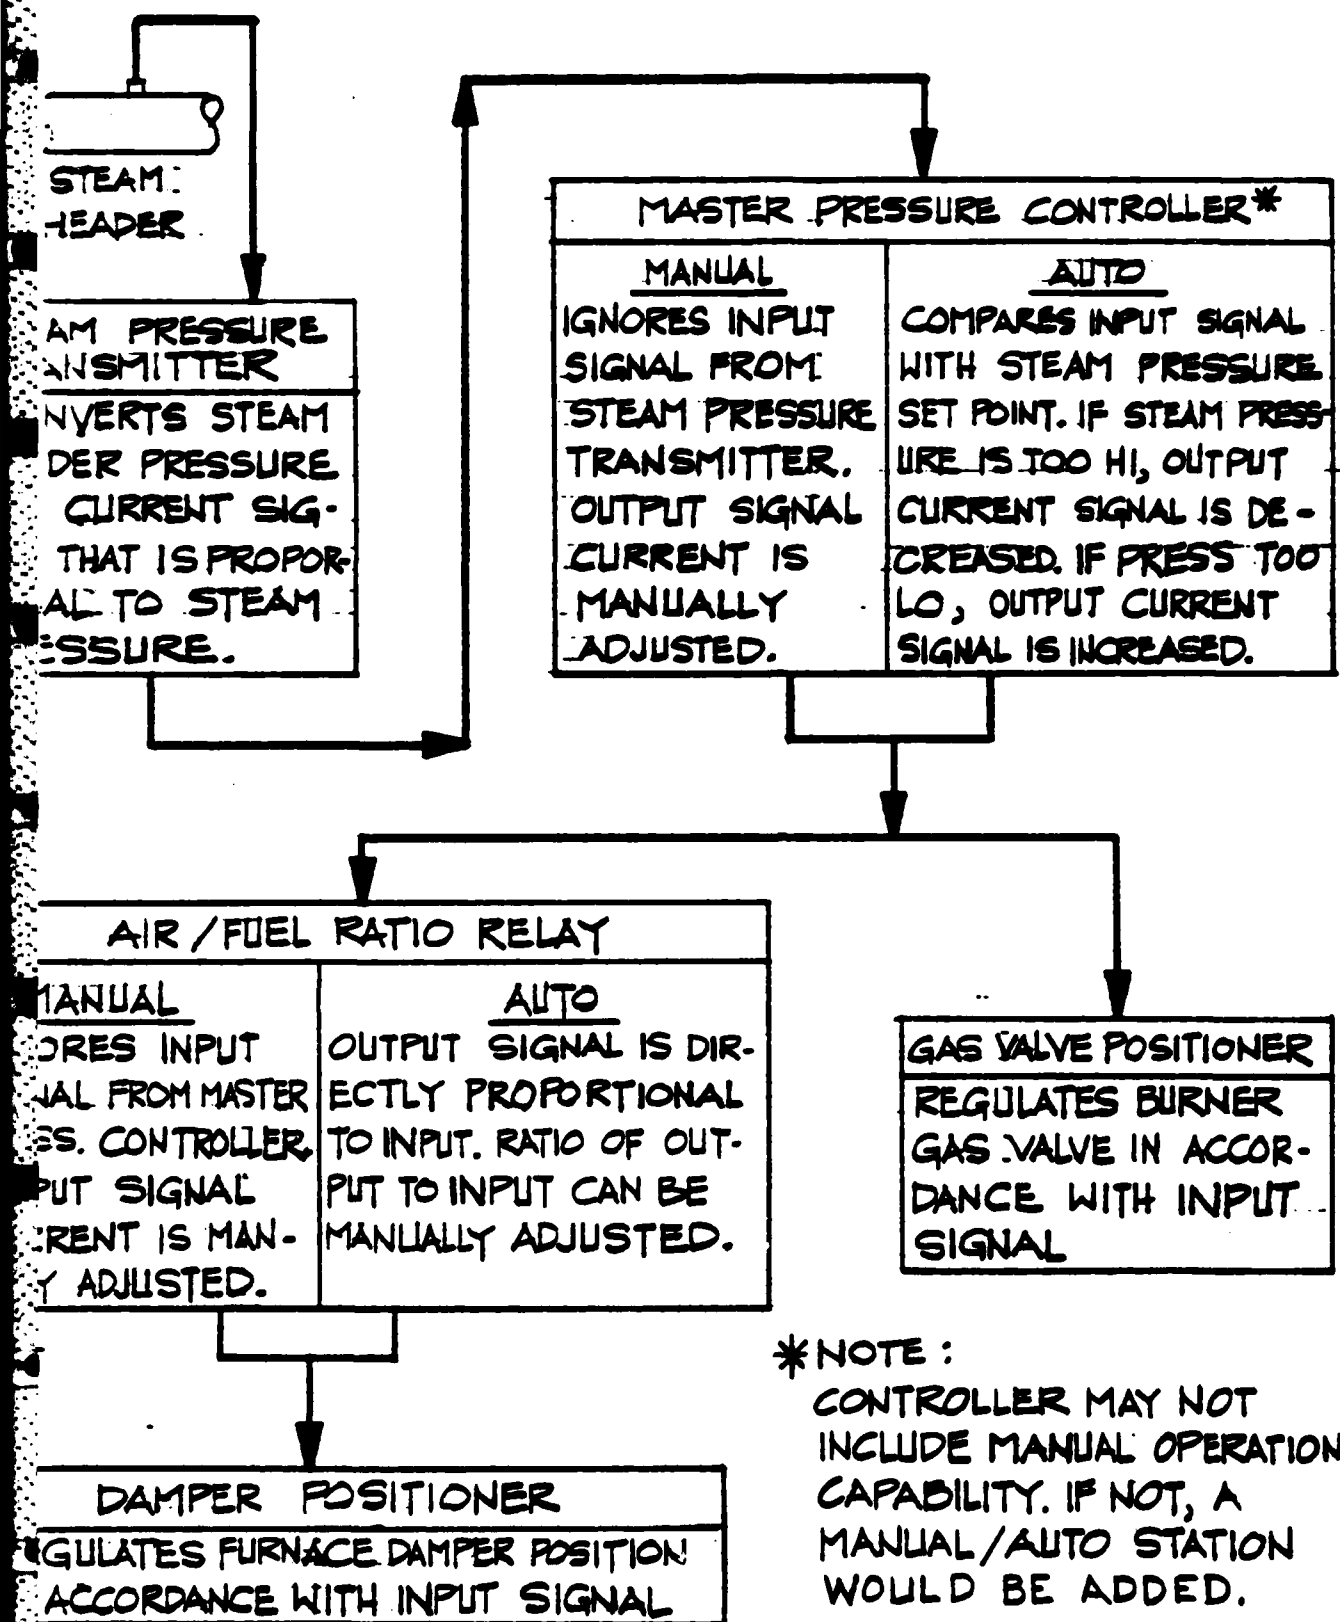 STEAM
HEADER
AM PRESSURE
NSMITTER
NVERTS STEAM
DER PRESSURE
CURRENT SIG-
THAT IS PROPOR-
AL TO STEAM
ESSURE.
MASTER PRESSURE CONTROLLER*
MANUAL
IGNORES INPUT
SIGNAL FROM
STEAM PRESSURE
TRANSMITTER.
OUTPUT SIGNAL
CURRENT IS
MANUALLY
ADJUSTED.
AUTO
COMPARES INPUT SIGNAL
WITH STEAM PRESSURE
SET POINT. IF STEAM PRESS-
URE IS TOO HI, OUTPUT
CURRENT SIGNAL IS DE-
CREASED. IF PRESS TOO
LO, OUTPUT CURRENT
SIGNAL IS INCREASED.
AIR/FUEL RATIO RELAY
MANUAL
ORES INPUT
NAL FROM MASTER
SS. CONTROLLER.
PUT SIGNAL
RENT IS MAN-
Y ADJUSTED.
AUTO
OUTPUT SIGNAL IS DIR-
ECTLY PROPORTIONAL
TO INPUT. RATIO OF OUT-
PUT TO INPUT CAN BE
MANUALLY ADJUSTED.
GAS VALVE POSITIONER
REGULATES BURNER
GAS VALVE IN ACCOR-
DANCE WITH INPUT
SIGNAL
DAMPER POSITIONER
GULATES FURNACE DAMPER POSITION
ACCORDANCE WITH INPUT SIGNAL
*NOTE:
CONTROLLER MAY NOT
INCLUDE MANUAL OPERATION
CAPABILITY. IF NOT, A
MANUAL/AUTO STATION
WOULD BE ADDED.